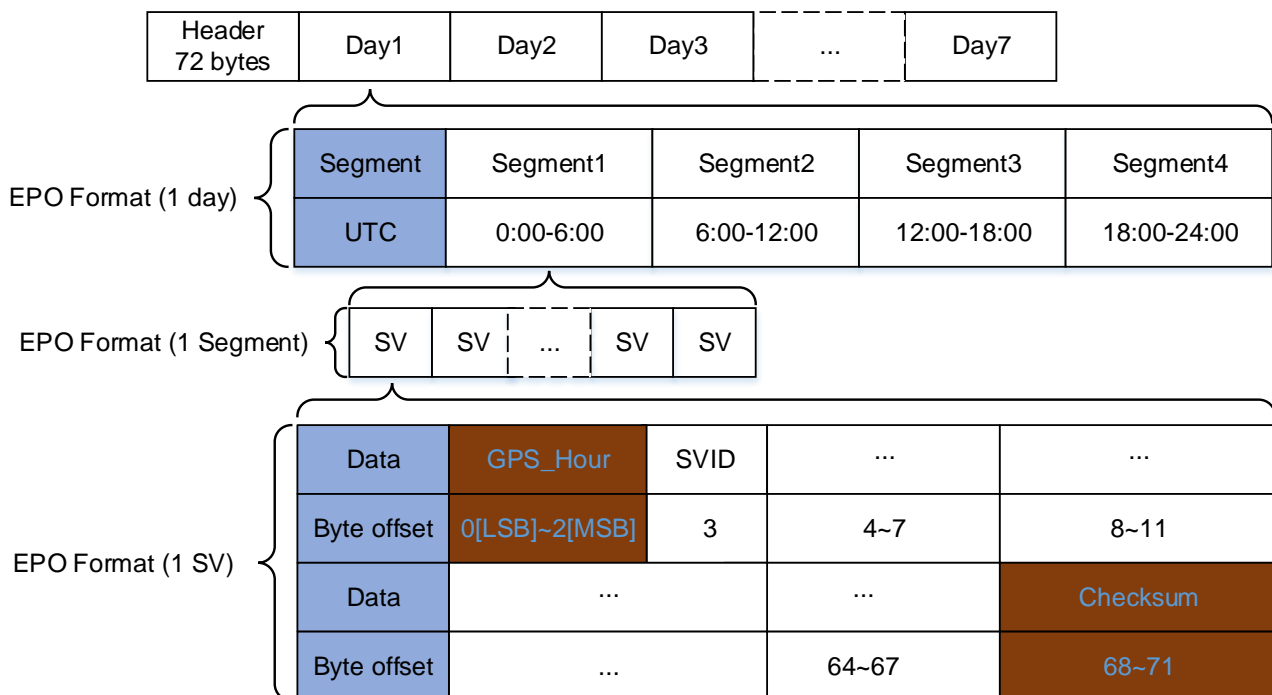 Header
72 bytes
Day1
Day2
Day3
...
Day7
EPO Format (1 day)
Segment
Segment1
Segment2
Segment3
Segment4
UTC
0:00-6:00
6:00-12:00
12:00-18:00
18:00-24:00
EPO Format (1 Segment)
SV
SV
...
SV
SV
EPO Format (1 SV)
Data
GPS_Hour
SVID
...
...
Byte offset
0[LSB]~2[MSB]
3
4~7
8~11
Data
...
...
Checksum
Byte offset
...
64~67
68~71